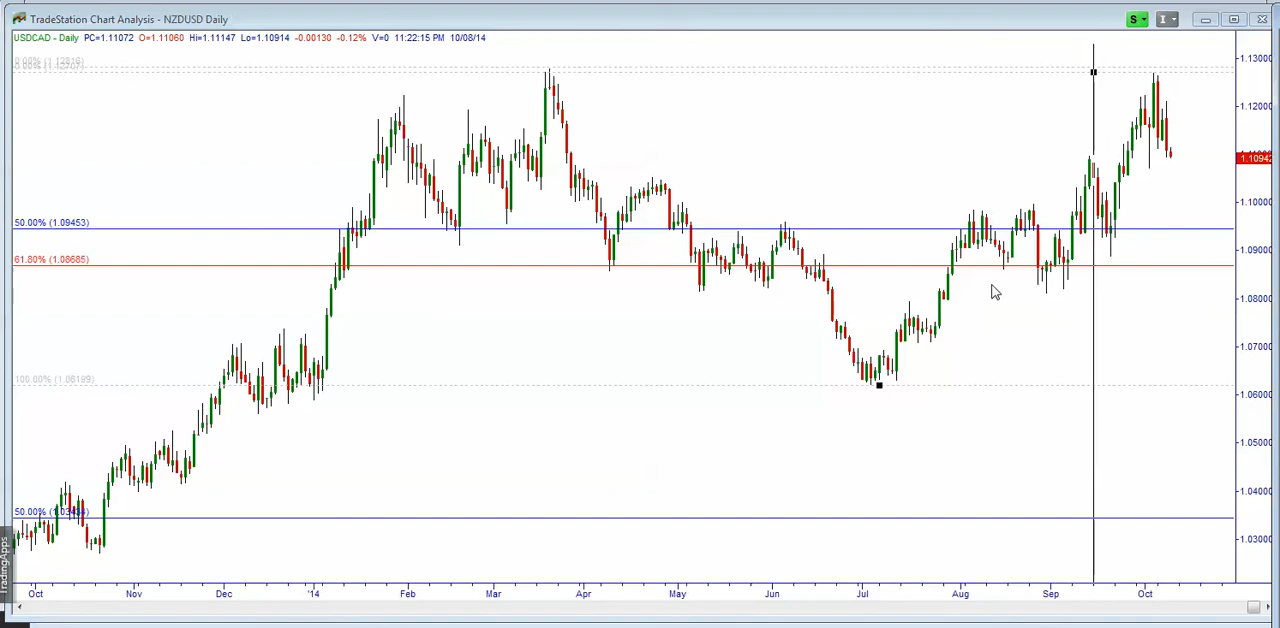 TradeStation Chart Analysis - NZDUSD Daily
S
I
USDCAD - Daily PC=1.11072 O=1.11060 Hi=1.11147 Lo=1.10914 -0.00130 -0.12% V=0 11:22:15 PM 10/08/14
1.13000
1.12000
1.10942
1.10000
50.00% (1.09453)
1.09000
61.80% (1.08685)
1.08000
1.07000
100.00% (1.06199)
1.06000
1.05000
1.04000
50.00% (1.03434)
1.03000
TradingApps
Oct Nov Dec '14 Feb Mar Apr May Jun Jul Aug Sep Oct